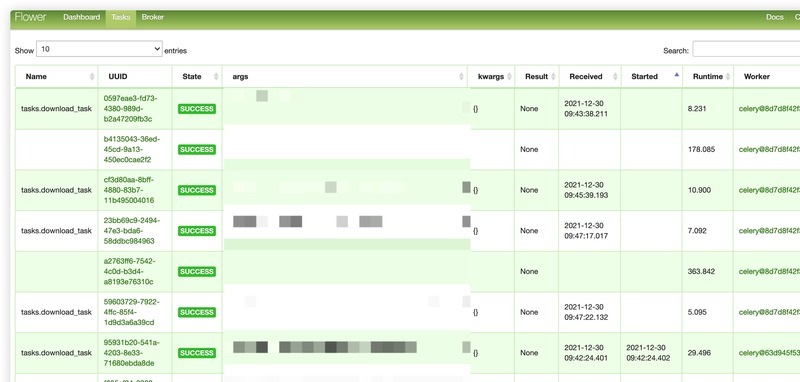 Flower Dashboard Tasks Broker Docs
Show 10 entries Search:
Name UUID State args kwargs Result Received Started Runtime Worker
tasks.download_task 0597eae3-fd73-4380-989d-b2a47209fb3c SUCCESS {} None 2021-12-30 09:43:38.211 8.231 celery@8d7d8f42f
b4135043-36ed-45cd-9a13-450ec0cae2f2 SUCCESS None 178.085 celery@8d7d8f42f
tasks.download_task cf3d80aa-8bff-4880-83b7-11b495004016 SUCCESS {} None 2021-12-30 09:45:39.193 10.900 celery@8d7d8f42f
tasks.download_task 23bb69c9-2494-47e3-bda6-58ddbc984963 SUCCESS {} None 2021-12-30 09:47:17.017 7.092 celery@8d7d8f42f
a2763ff6-7542-4c0d-b3d4-a8193e76310c SUCCESS None 363.842 celery@8d7d8f42f
tasks.download_task 59603729-7922-4ffc-85f4-1d9d3a6a39cd SUCCESS {} None 2021-12-30 09:47:22.132 5.095 celery@8d7d8f42f
tasks.download_task 95931b20-541a-4203-8e33-71680ebda8de SUCCESS {} None 2021-12-30 09:42:24.401 2021-12-30 09:42:24.402 29.496 celery@63d945f53